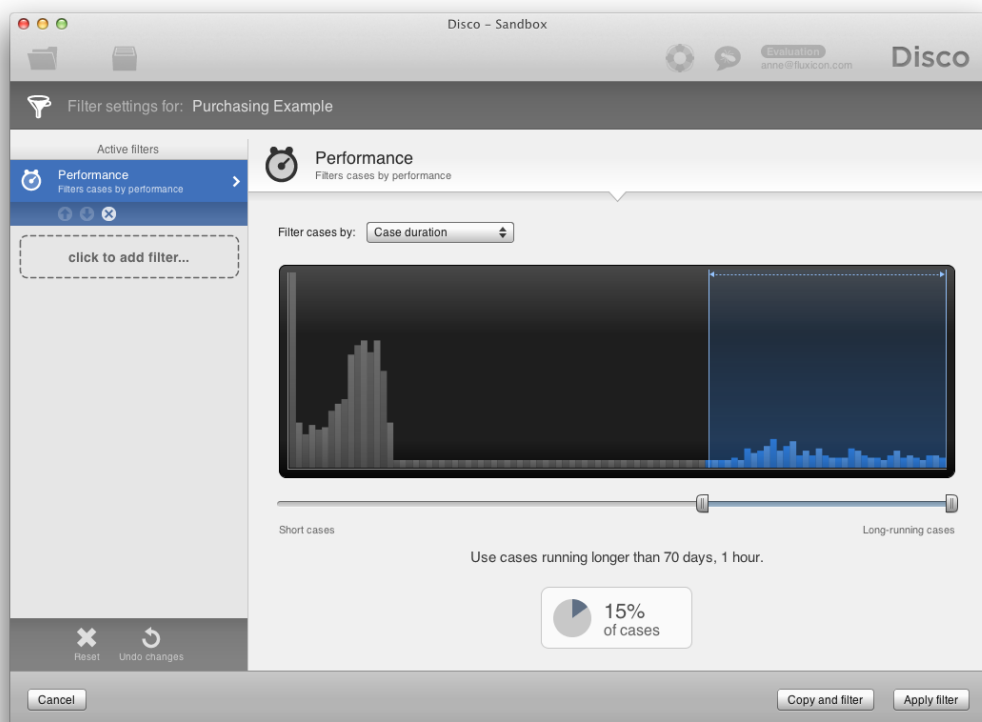 Disco – Sandbox
Evaluation
anne@fluxicon.com
Disco
Filter settings for: Purchasing Example
Active filters
Performance
Filters cases by performance
click to add filter...
Performance
Filters cases by performance
Filter cases by: Case duration
Short cases
Long-running cases
Use cases running longer than 70 days, 1 hour.
15%
of cases
Reset
Undo changes
Cancel
Copy and filter
Apply filter